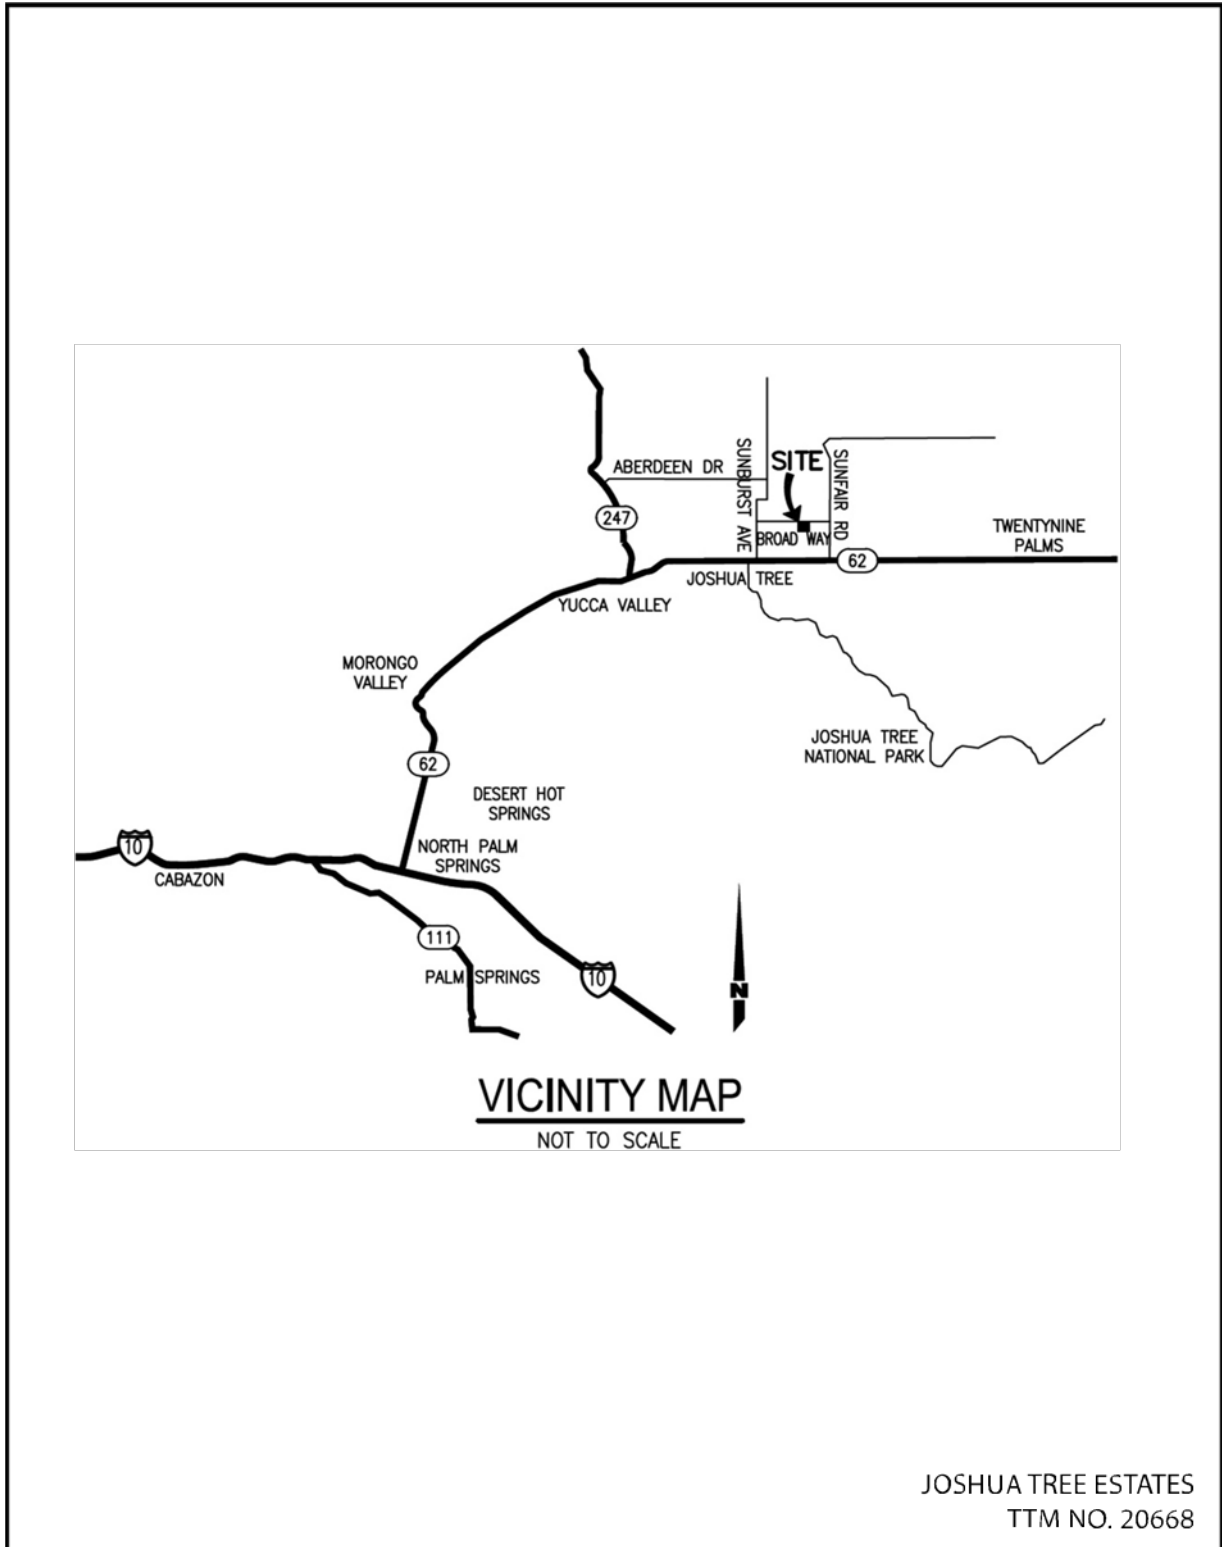 ABERDEEN DR
SUNBURST AVE
SITE
SUNFAIR RD
247
BROAD WAY
TWENTYNINE
PALMS
62
JOSHUA TREE
YUCCA VALLEY
MORONGO
VALLEY
JOSHUA TREE
NATIONAL PARK
62
DESERT HOT
SPRINGS
10
NORTH PALM
SPRINGS
CABAZON
111
PALM SPRINGS
10
N
VICINITY MAP
NOT TO SCALE
JOSHUA TREE ESTATES
TTM NO. 20668